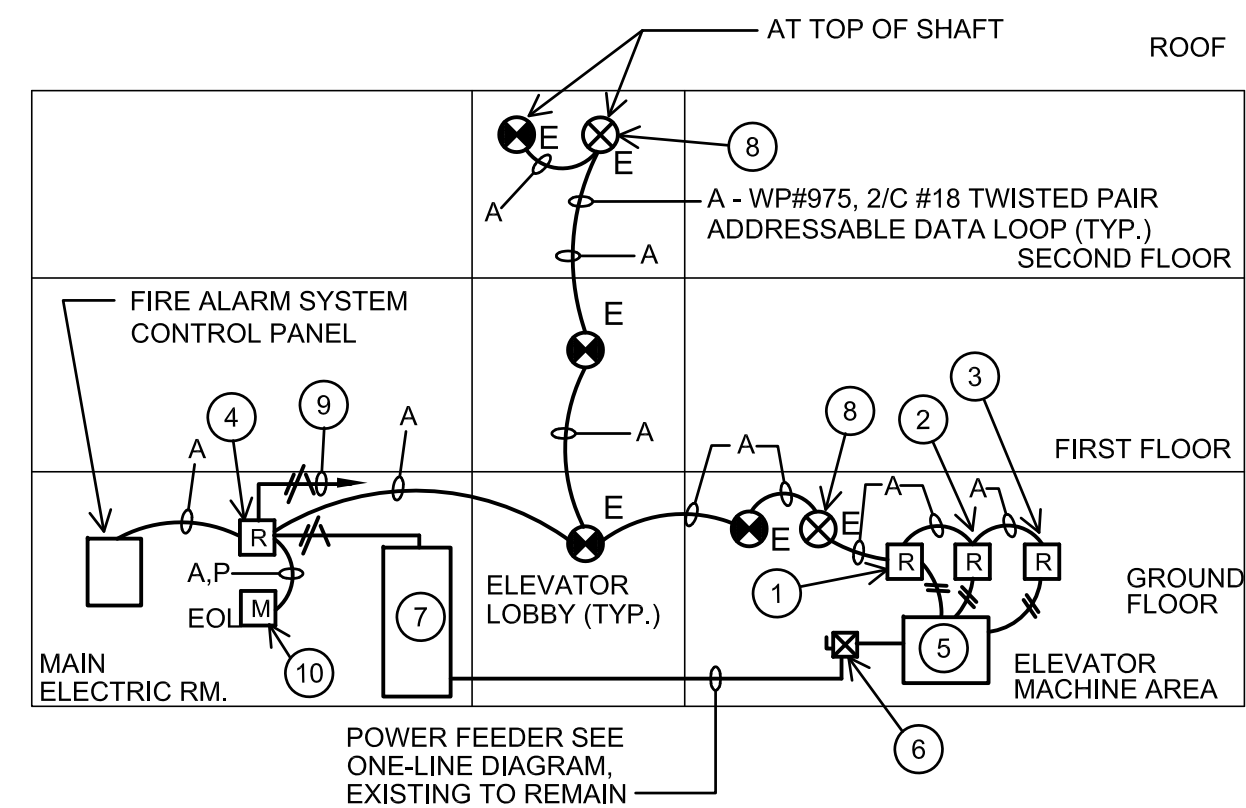 AT TOP OF SHAFT
ROOF
E
E
8
A
A - WP#975, 2/C #18 TWISTED PAIR
ADDRESSABLE DATA LOOP (TYP.)
A
SECOND FLOOR
FIRE ALARM SYSTEM
CONTROL PANEL
E
3
4
9
A
8
2
A
A
A
FIRST FLOOR
A
A
E
R
E
E
R
R
R
A,P
EOL
M
7
ELEVATOR
LOBBY (TYP.)
1
GROUND
FLOOR
10
5
MAIN
ELECTRIC RM.
ELEVATOR
MACHINE AREA
6
POWER FEEDER SEE
ONE-LINE DIAGRAM,
EXISTING TO REMAIN